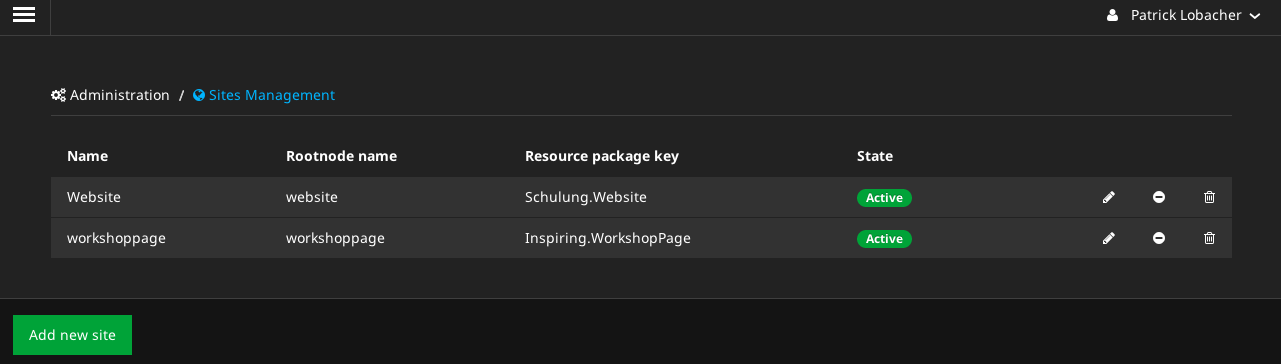 Patrick Lobacher
Administration / Sites Management
Name Rootnode name Resource package key State
Website website Schulung.Website Active
workshoppage workshoppage Inspiring.WorkshopPage Active
Add new site